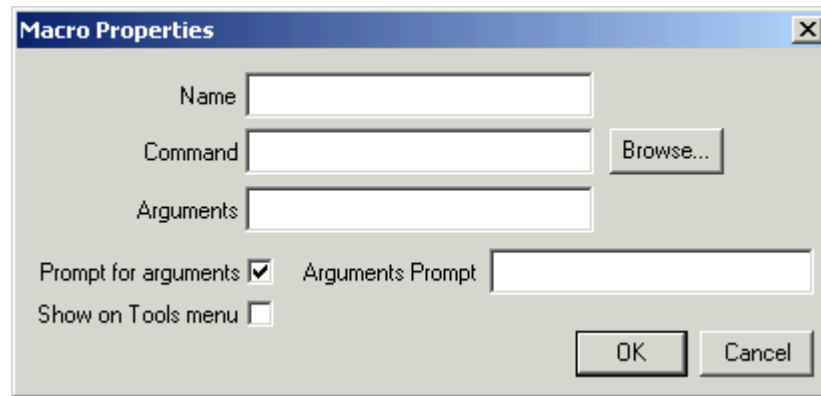 Macro Properties
Name
Command Browse...
Arguments
Prompt for arguments Arguments Prompt
Show on Tools menu
OK Cancel